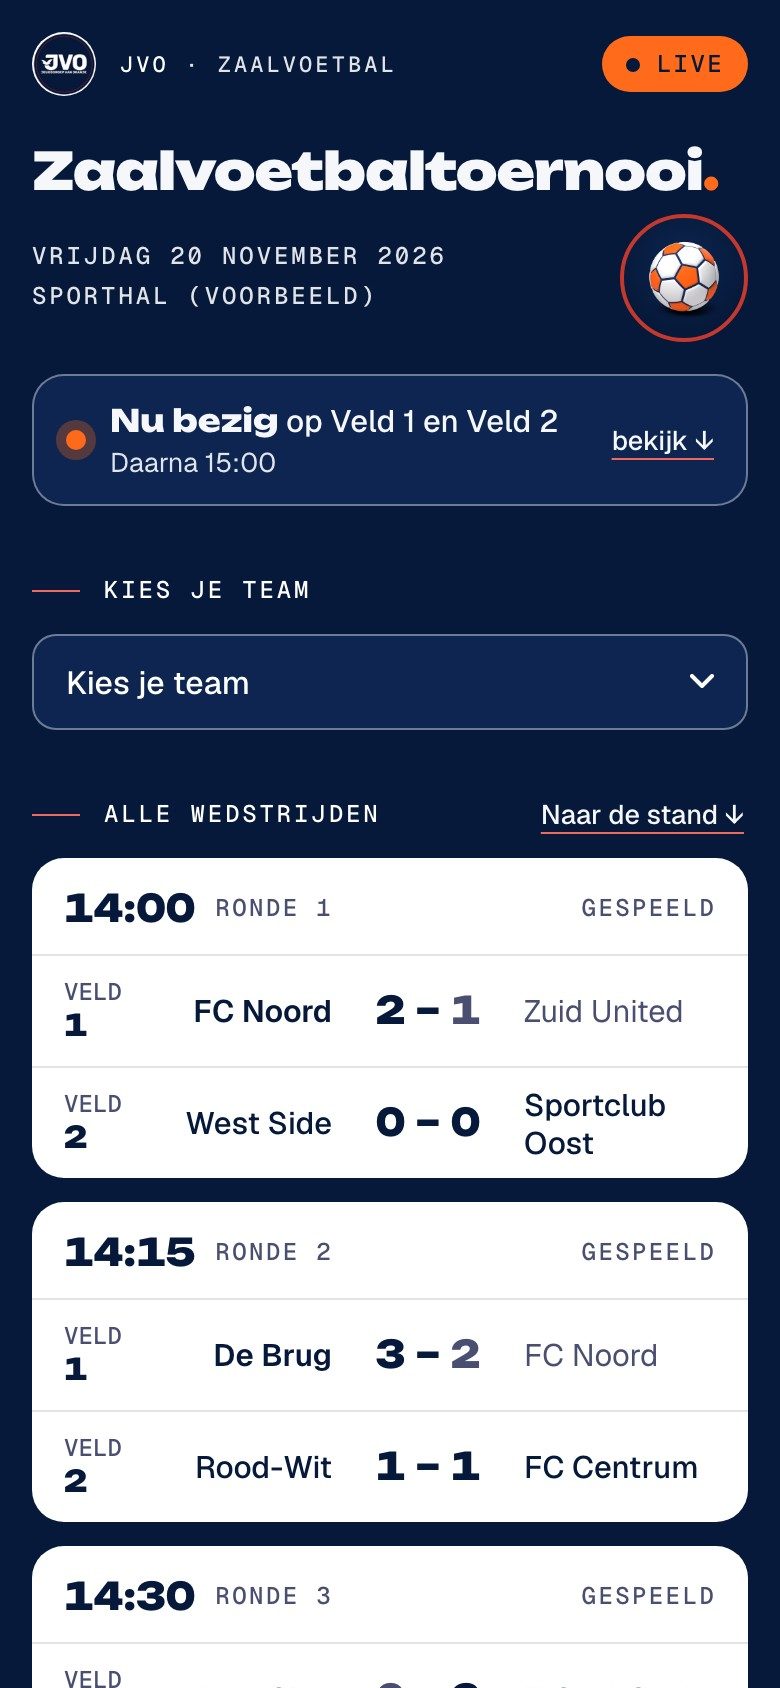 JVO
JVO · ZAALVOETBAL
LIVE
Zaalvoetbaltoernooi.
VRIJDAG 20 NOVEMBER 2026
SPORTHAL (VOORBEELD)
Nu bezig op Veld 1 en Veld 2
Daarna 15:00
bekijk ↓
KIES JE TEAM
Kies je team
ALLE WEDSTRIJDEN
Naar de stand ↓
14:00 RONDE 1 GESPEELD
VELD
1
FC Noord 2 – 1 Zuid United
VELD
2
West Side 0 – 0 Sportclub
Oost
14:15 RONDE 2 GESPEELD
VELD
1
De Brug 3 – 2 FC Noord
VELD
2
Rood-Wit 1 – 1 FC Centrum
14:30 RONDE 3 GESPEELD
VELD